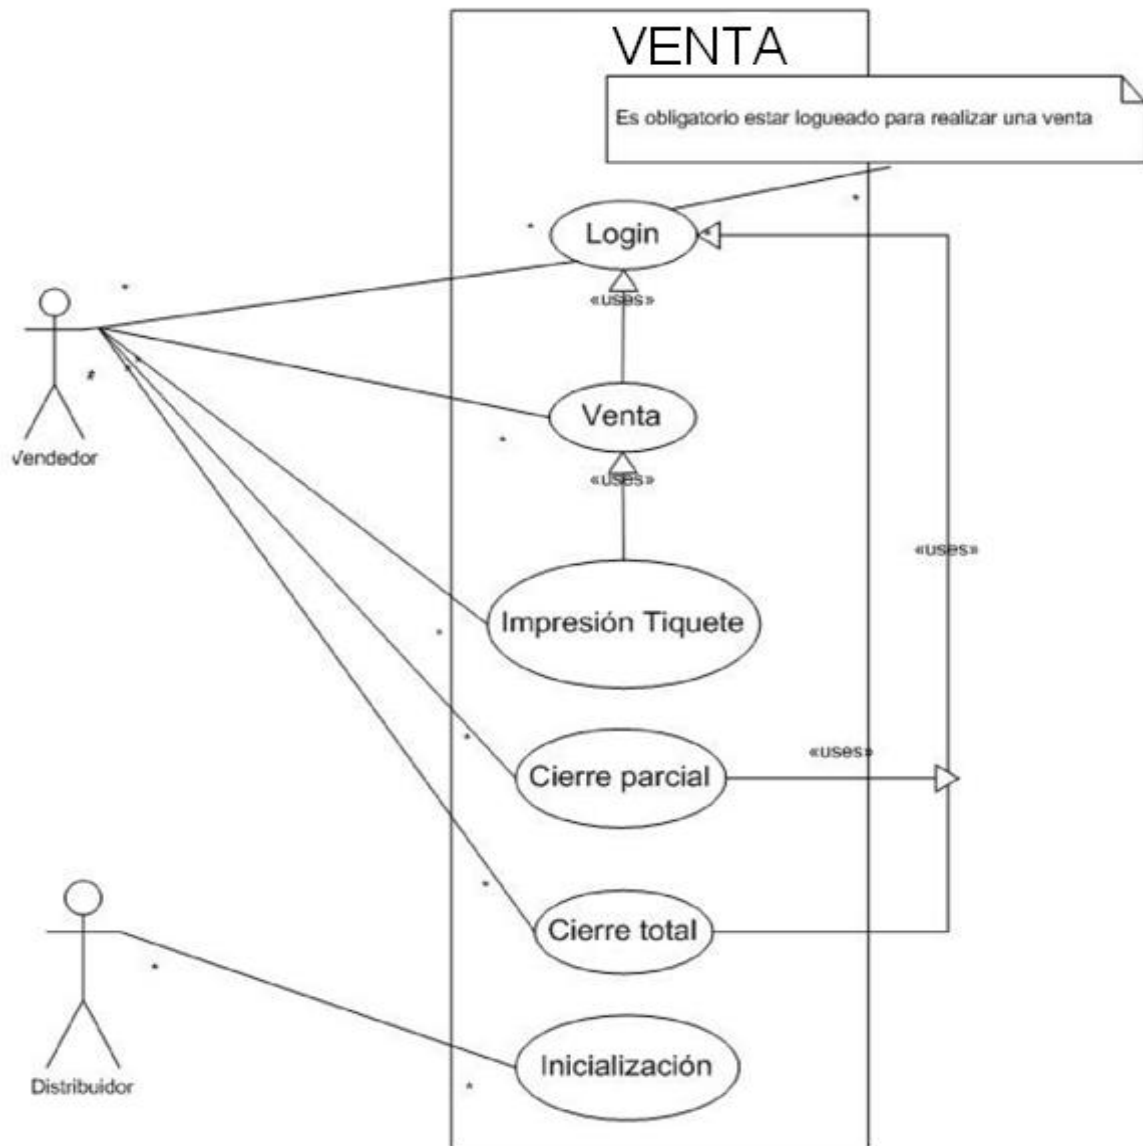 VENTA
Es obligatorio estar logueado para realizar una venta
Login
«uses»
Vendedor
Venta
«uses»
«uses»
Impresión Tiquete
«uses»
Cierre parcial
Cierre total
Distribuidor
Inicialización